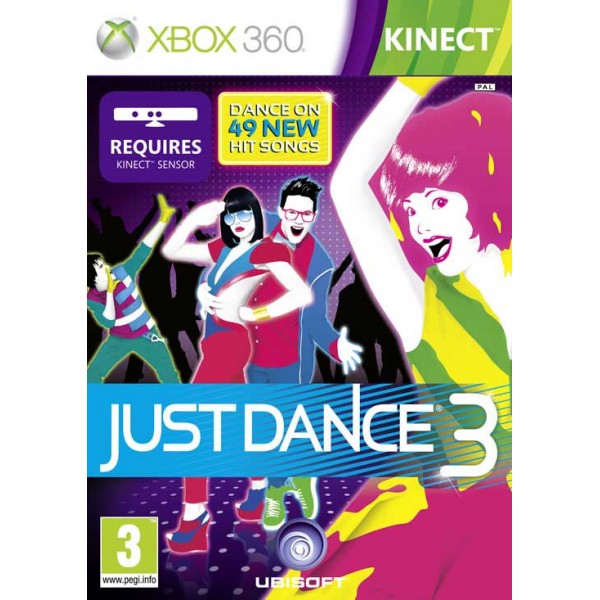 XBOX 360
KINECT™
PAL
REQUIRES
KINECT™ SENSOR
DANCE ON
49 NEW
HIT SONGS
JUST DANCE® 3
3
www.pegi.info
UBISOFT